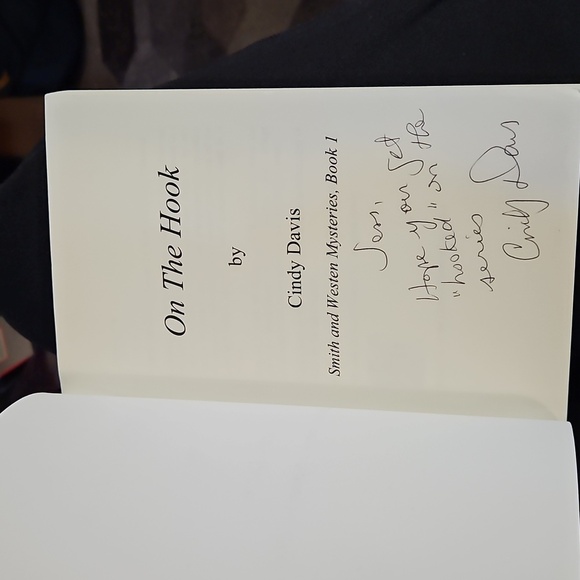 On The Hook
by
Cindy Davis
Smith and Westen Mysteries, Book 1
Jess,
Hope you get
"hooked" on the
series
Cindy Davis